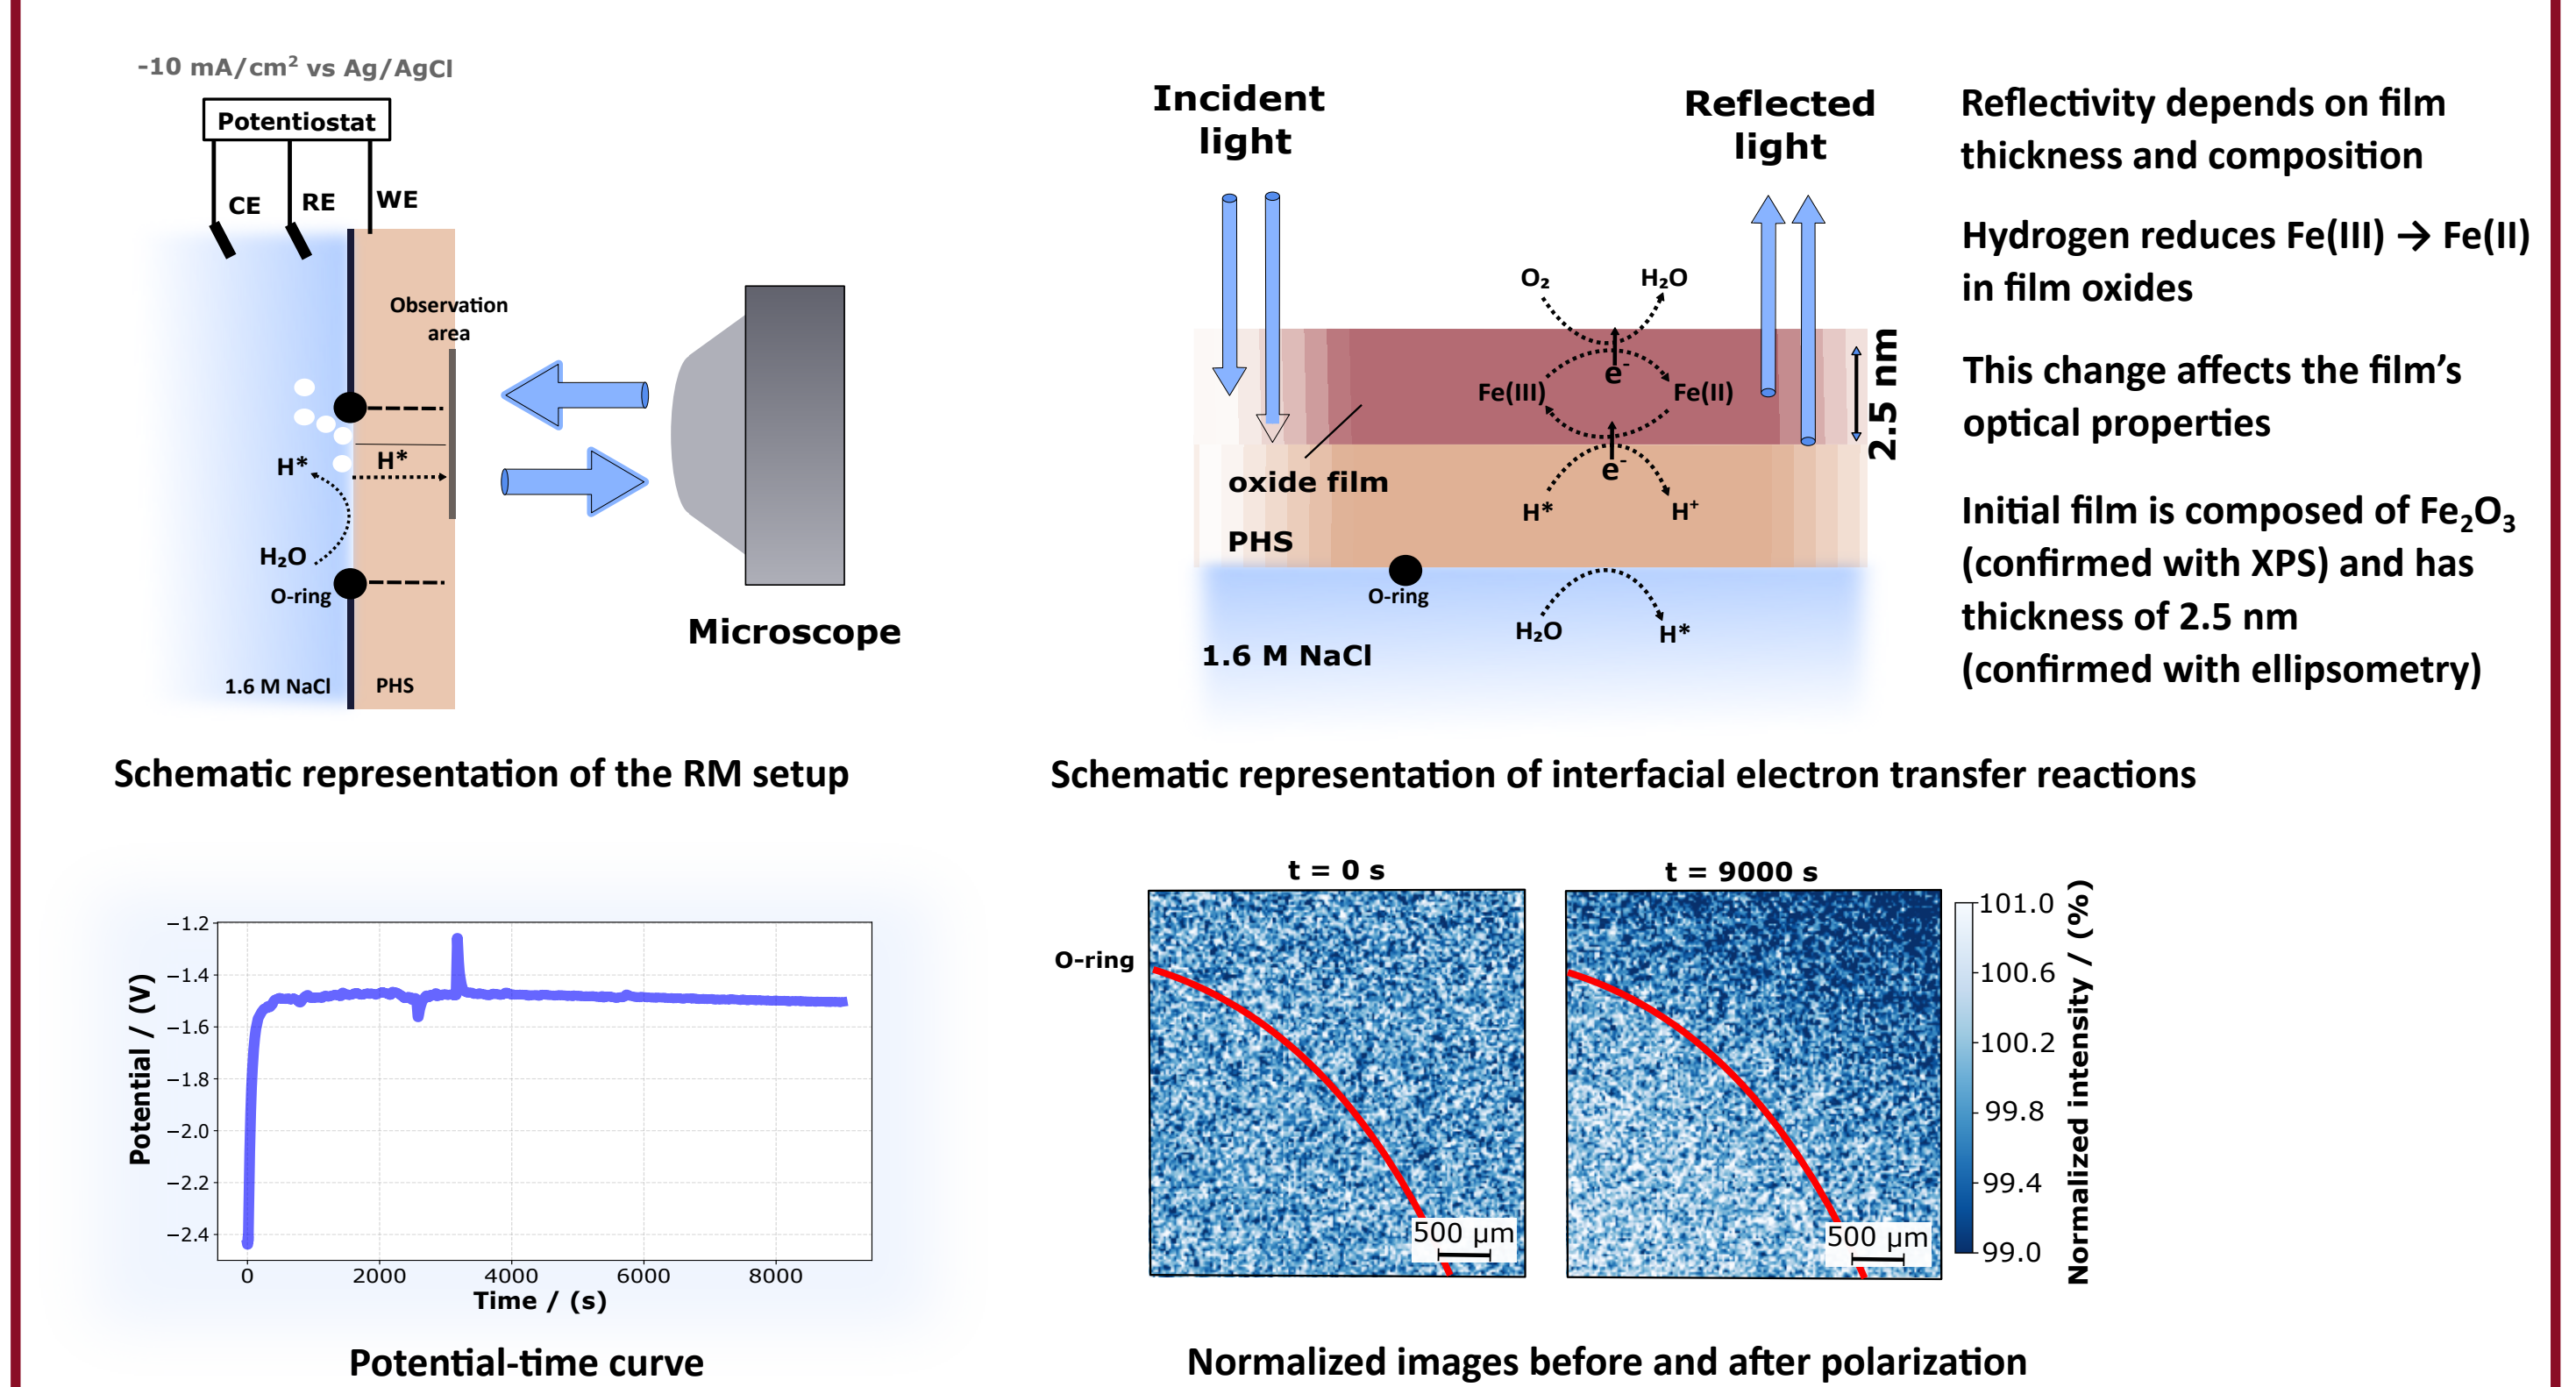 -10 mA/cm² vs Ag/AgCl
Potentiostat
CE
RE
WE
Observation
area
H*
H*
H₂O
O-ring
1.6 M NaCl
PHS
Microscope
Schematic representation of the RM setup
Incident
light
Reflected
light
O₂
H₂O
e⁻
Fe(III)
Fe(II)
2.5 nm
oxide film
e⁻
H*
H⁺
PHS
O-ring
H₂O
H*
1.6 M NaCl
Schematic representation of interfacial electron transfer reactions
Reflectivity depends on film
thickness and composition
Hydrogen reduces Fe(III) → Fe(II)
in film oxides
This change affects the film’s
optical properties
Initial film is composed of Fe₂O₃
(confirmed with XPS) and has
thickness of 2.5 nm
(confirmed with ellipsometry)
−1.2
−1.4
−1.6
−1.8
−2.0
−2.2
−2.4
Potential / (V)
0
2000
4000
6000
8000
Time / (s)
Potential-time curve
t = 0 s
O-ring
500 µm
t = 9000 s
500 µm
101.0
100.6
100.2
99.8
99.4
99.0
Normalized intensity / (%)
Normalized images before and after polarization